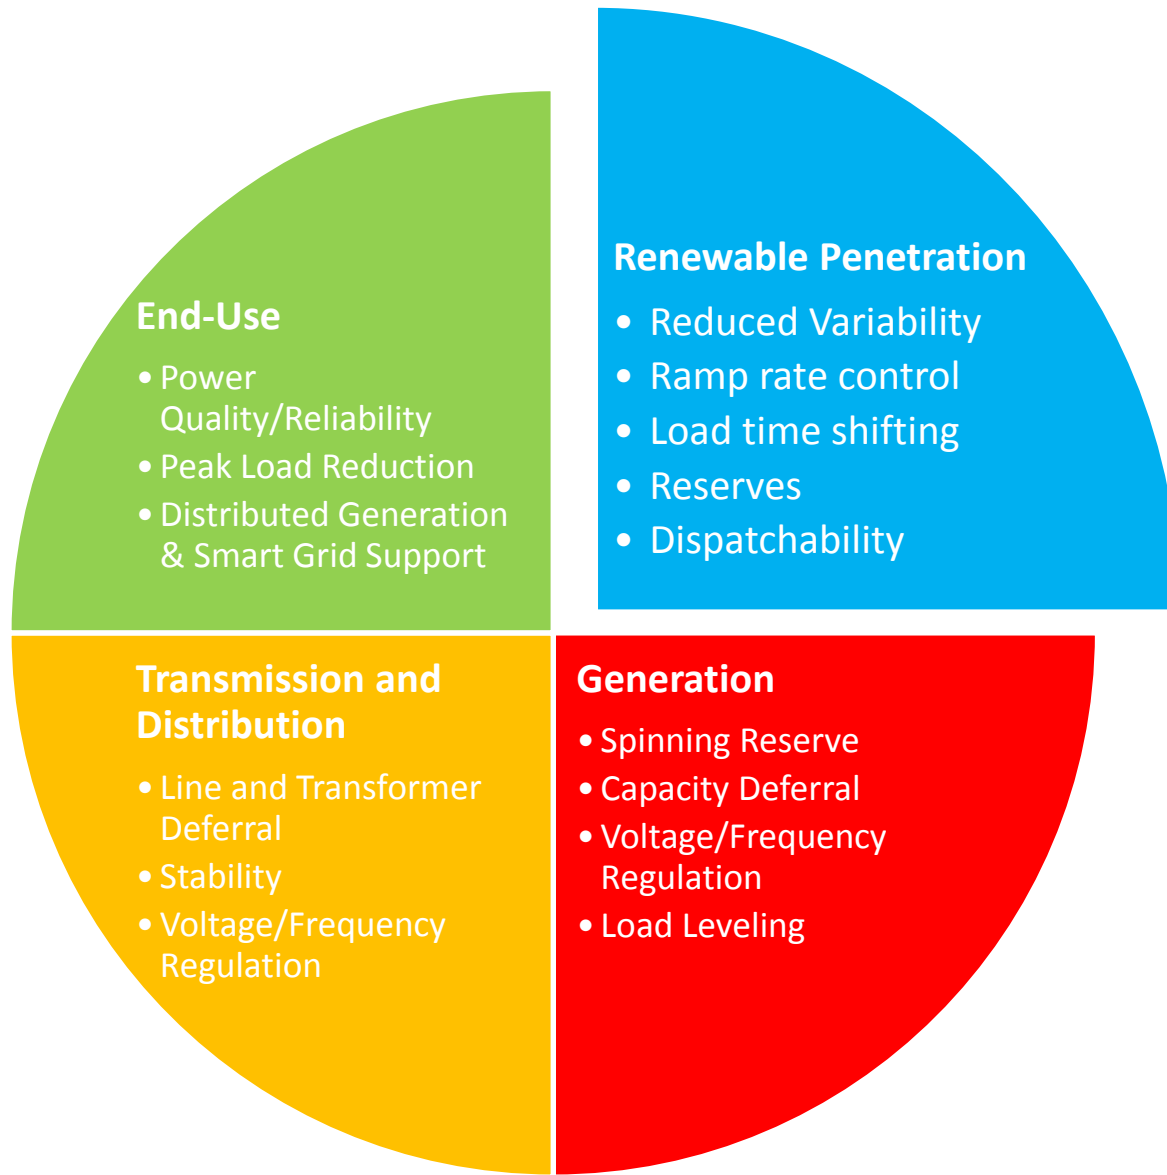 End-Use
• Power
Quality/Reliability
• Peak Load Reduction
• Distributed Generation
& Smart Grid Support
Renewable Penetration
• Reduced Variability
• Ramp rate control
• Load time shifting
• Reserves
• Dispatchability
Transmission and
Distribution
• Line and Transformer
Deferral
• Stability
• Voltage/Frequency
Regulation
Generation
• Spinning Reserve
• Capacity Deferral
• Voltage/Frequency
Regulation
• Load Leveling